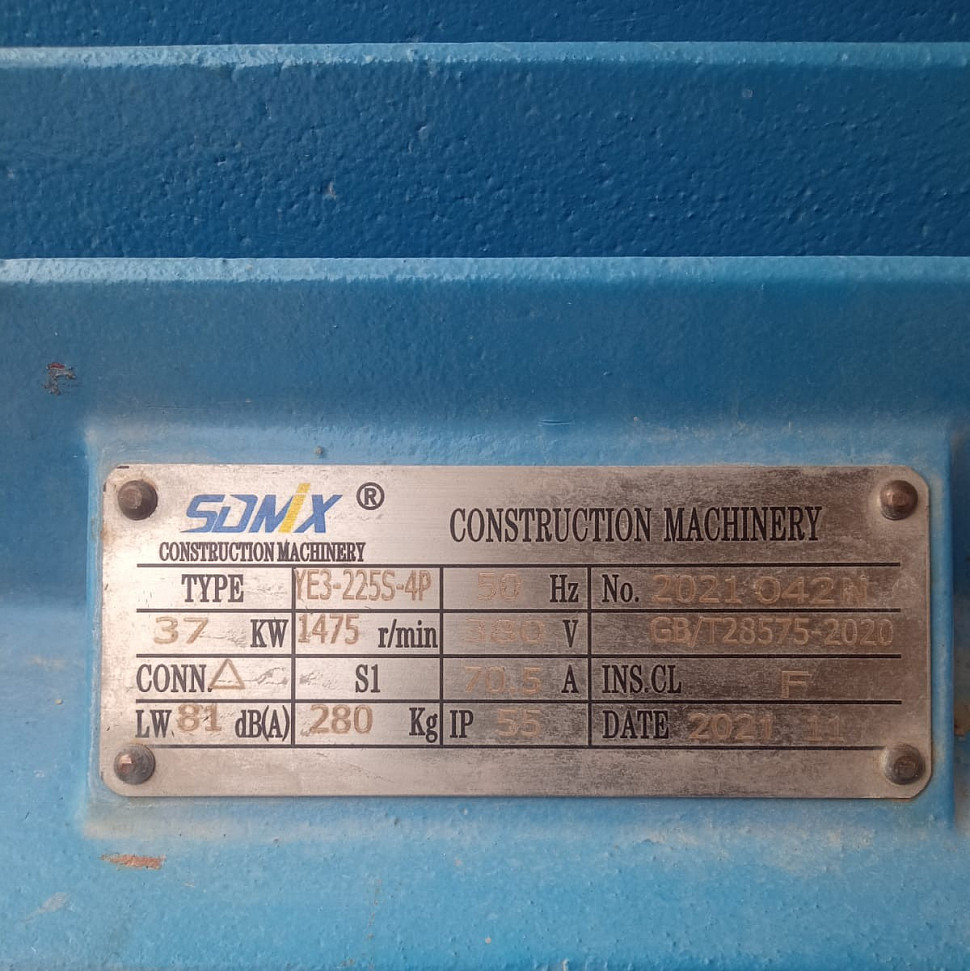 SDMIX ®
CONSTRUCTION MACHINERY
CONSTRUCTION MACHINERY
TYPE YE3-225S-4P 50 Hz No. 2021 042N
37 KW 1475 r/min 380 V GB/T28575-2020
CONN. △ S1 70.5 A INS.CL F
LW 81 dB(A) 280 Kg IP 55 DATE 2021 11